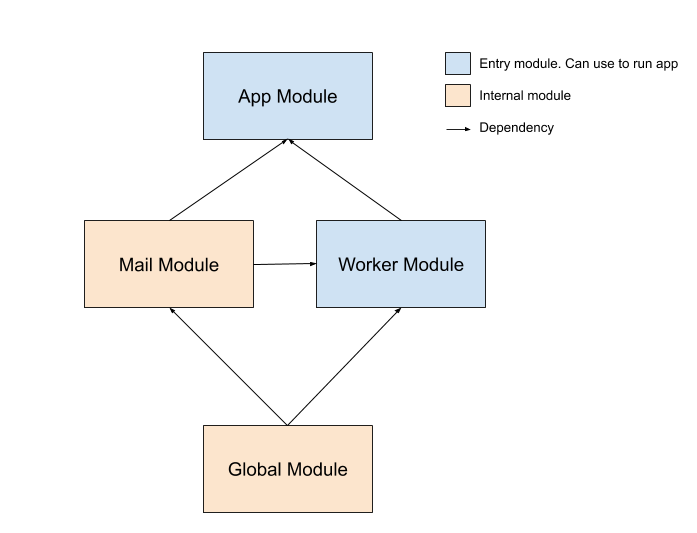 App Module
Entry module. Can use to run app
Internal module
Dependency
Mail Module
Worker Module
Global Module